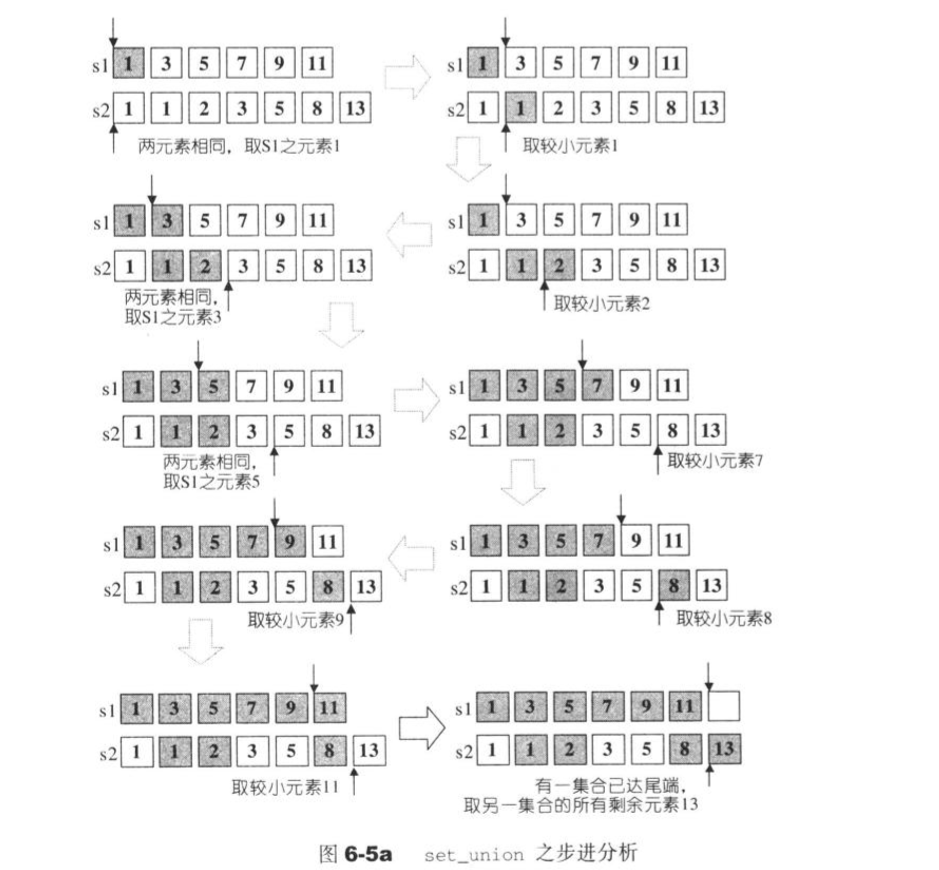 s1 1 3 5 7 9 11
s2 1 1 2 3 5 8 13
两元素相同，取S1之元素1
s1 1 3 5 7 9 11
s2 1 1 2 3 5 8 13
取较小元素1
s1 1 3 5 7 9 11
s2 1 1 2 3 5 8 13
两元素相同，
取S1之元素3
s1 1 3 5 7 9 11
s2 1 1 2 3 5 8 13
取较小元素2
s1 1 3 5 7 9 11
s2 1 1 2 3 5 8 13
两元素相同，
取S1之元素5
s1 1 3 5 7 9 11
s2 1 1 2 3 5 8 13
取较小元素7
s1 1 3 5 7 9 11
s2 1 1 2 3 5 8 13
取较小元素9
s1 1 3 5 7 9 11
s2 1 1 2 3 5 8 13
取较小元素8
s1 1 3 5 7 9 11
s2 1 1 2 3 5 8 13
取较小元素11
s1 1 3 5 7 9 11
s2 1 1 2 3 5 8 13
有一集合已达尾端，
取另一集合的所有剩余元素13
图 6-5a set_union 之步进分析